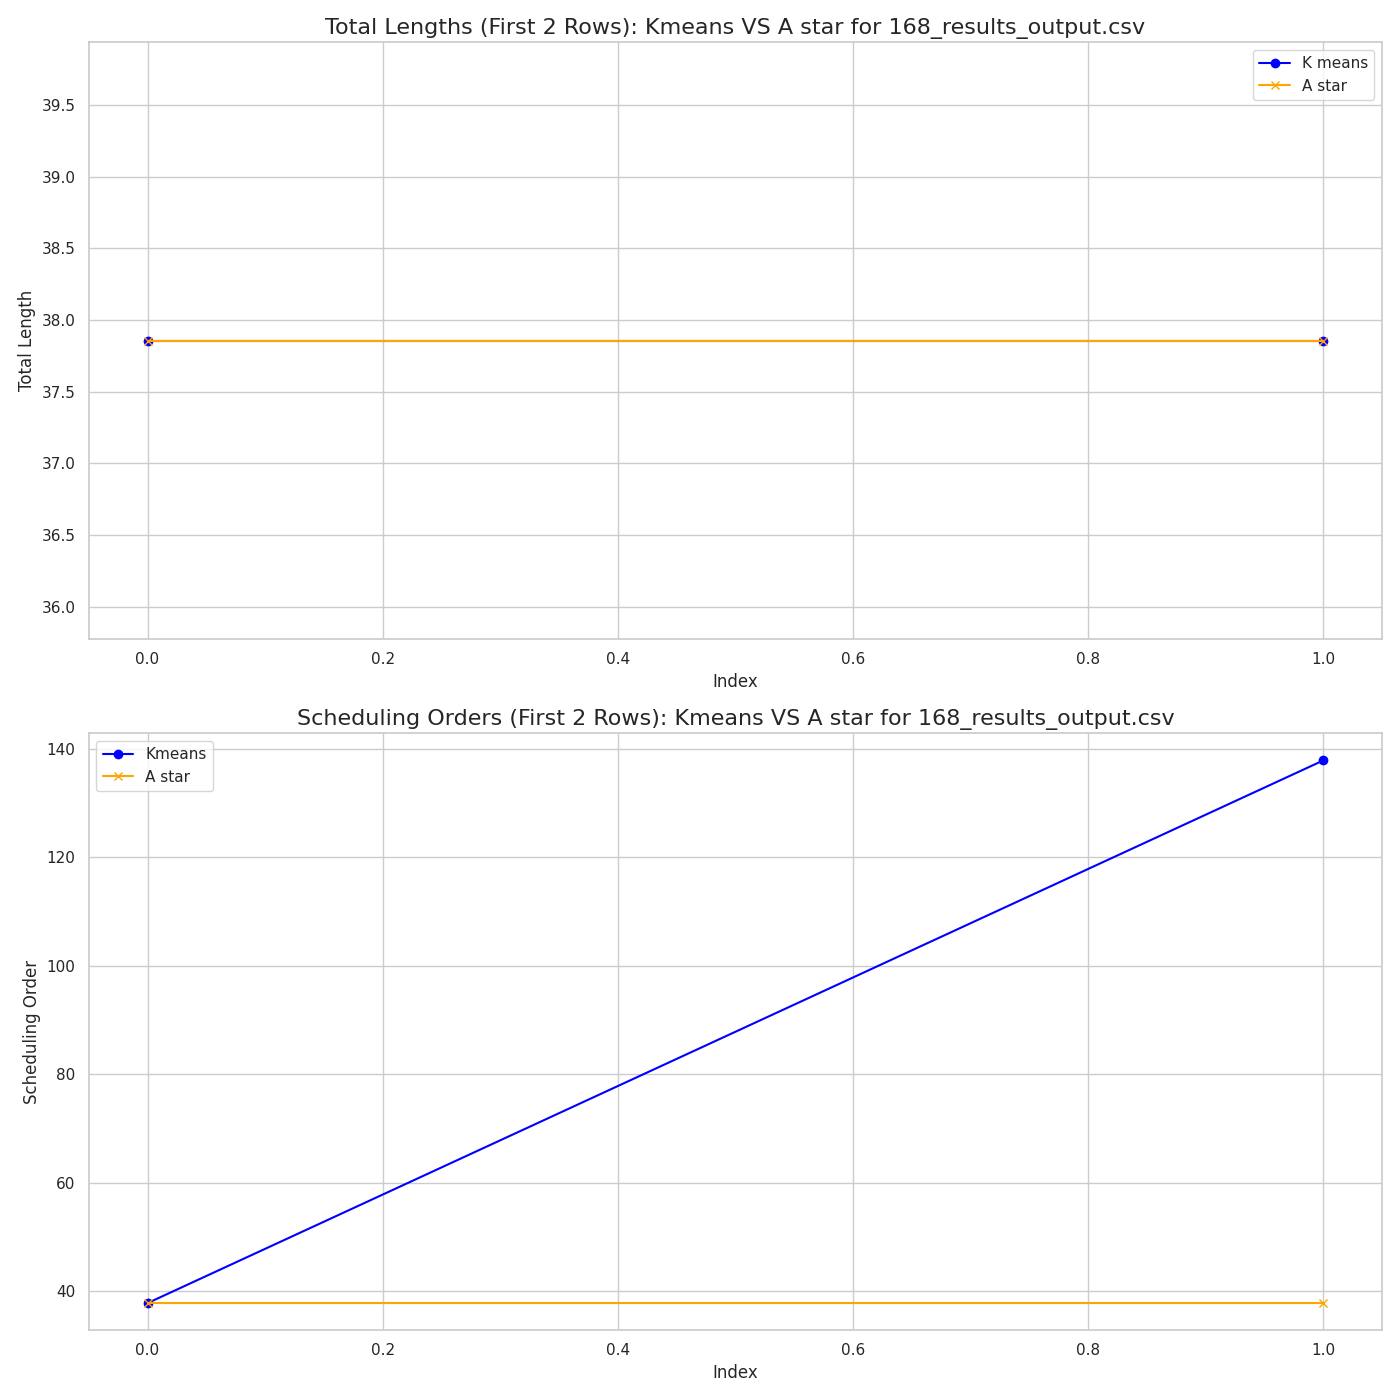 Total Lengths (First 2 Rows): Kmeans VS A star for 168_results_output.csv
K means
A star
39.5
39.0
38.5
38.0
37.5
37.0
36.5
36.0
Total Length
0.0 0.2 0.4 0.6 0.8 1.0
Index
Scheduling Orders (First 2 Rows): Kmeans VS A star for 168_results_output.csv
Kmeans
A star
140
120
100
80
60
40
Scheduling Order
0.0 0.2 0.4 0.6 0.8 1.0
Index